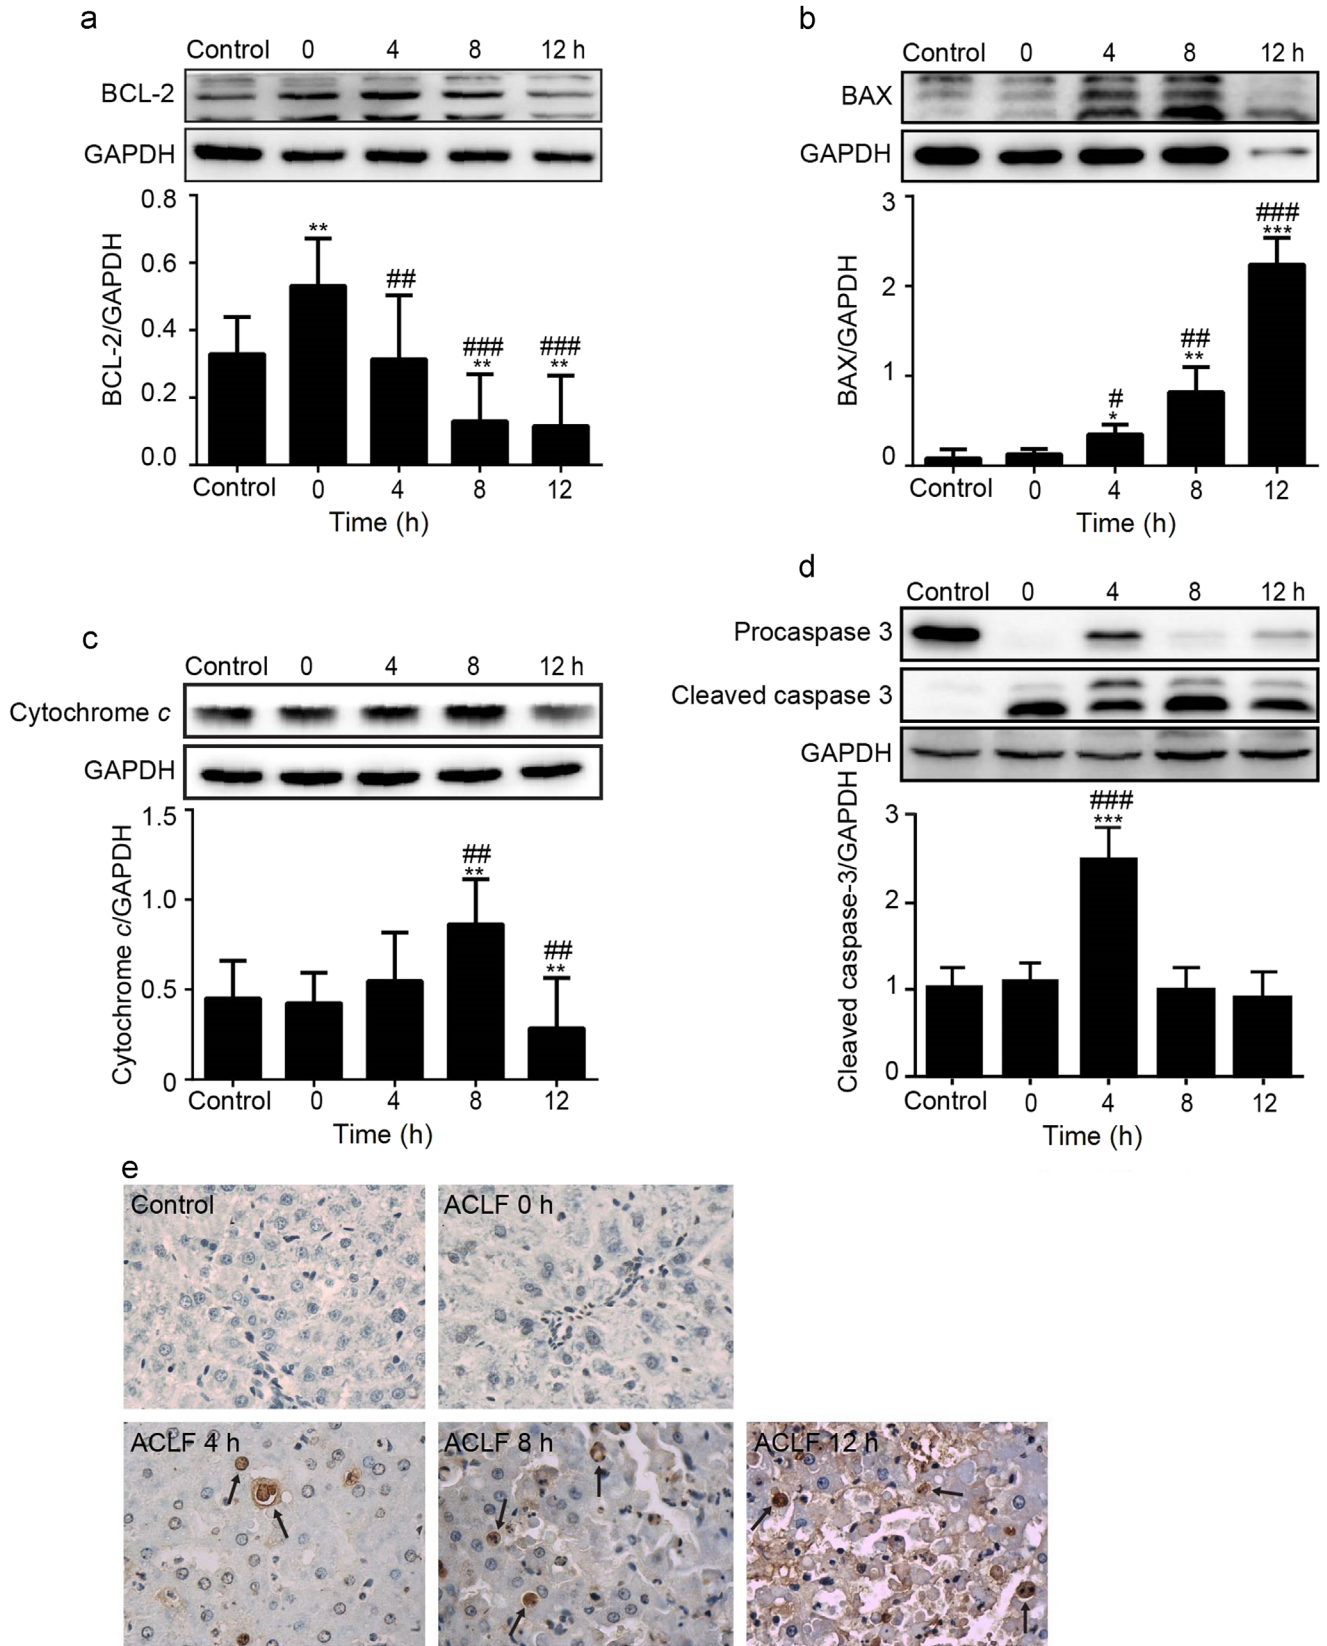 a
Control 0 4 8 12 h
BCL-2
GAPDH
0.8
0.6
0.4
0.2
0.0
BCL-2/GAPDH
**
##
###
**
###
**
Control 0 4 8 12
Time (h)
b
Control 0 4 8 12 h
BAX
GAPDH
3
2
1
0
BAX/GAPDH
#
*
##
**
###
***
Control 0 4 8 12
Time (h)
c
Control 0 4 8 12 h
Cytochrome c
GAPDH
1.5
1.0
0.5
0
Cytochrome c/GAPDH
##
**
##
**
Control 0 4 8 12
Time (h)
d
Control 0 4 8 12 h
Procaspase 3
Cleaved caspase 3
GAPDH
3
2
1
0
Cleaved caspase-3/GAPDH
###
***
Control 0 4 8 12
Time (h)
e
Control
ACLF 0 h
ACLF 4 h
ACLF 8 h
ACLF 12 h